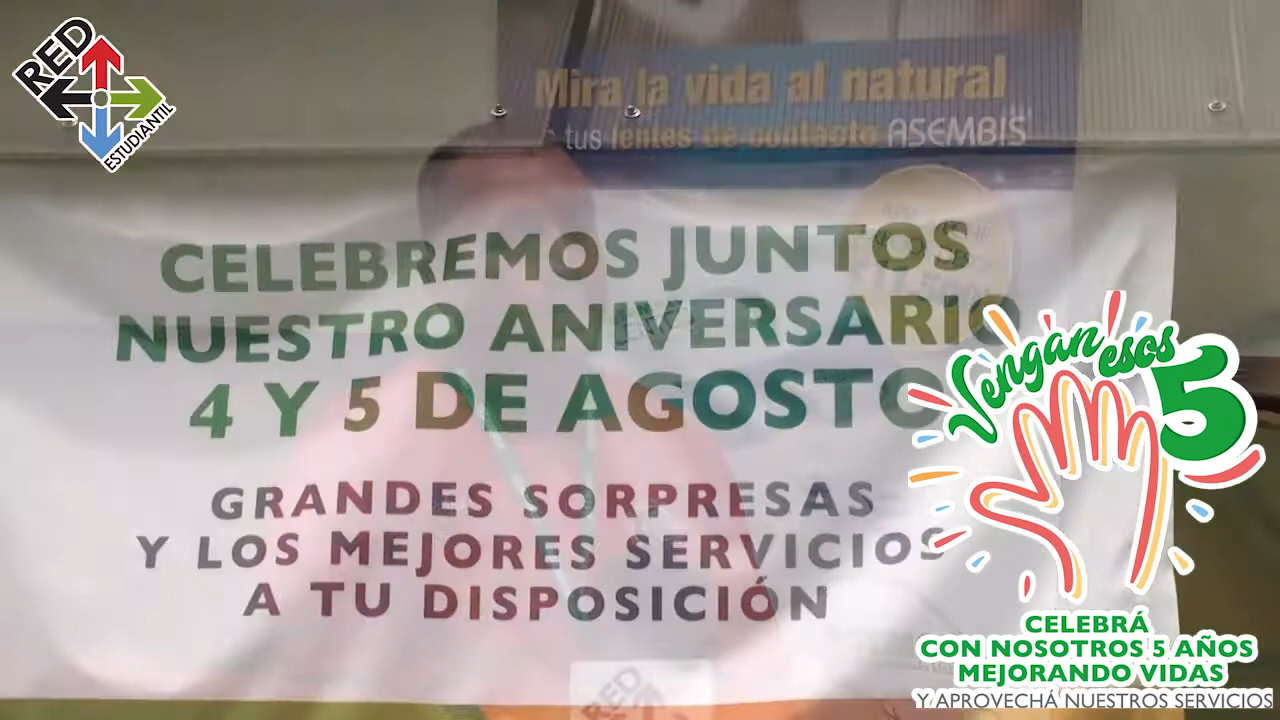 RED
ESTUDIANTIL
Mira la vida al natural
tus lentes de contacto ASEMBIS
CELEBREMOS JUNTOS
NUESTRO ANIVERSARIO
4 Y 5 DE AGOSTO
GRANDES SORPRESAS
Y LOS MEJORES SERVICIOS
A TU DISPOSICIÓN
Vengan esos 5
CELEBRÁ
CON NOSOTROS 5 AÑOS
MEJORANDO VIDAS
Y APROVECHÁ NUESTROS SERVICIOS
RED